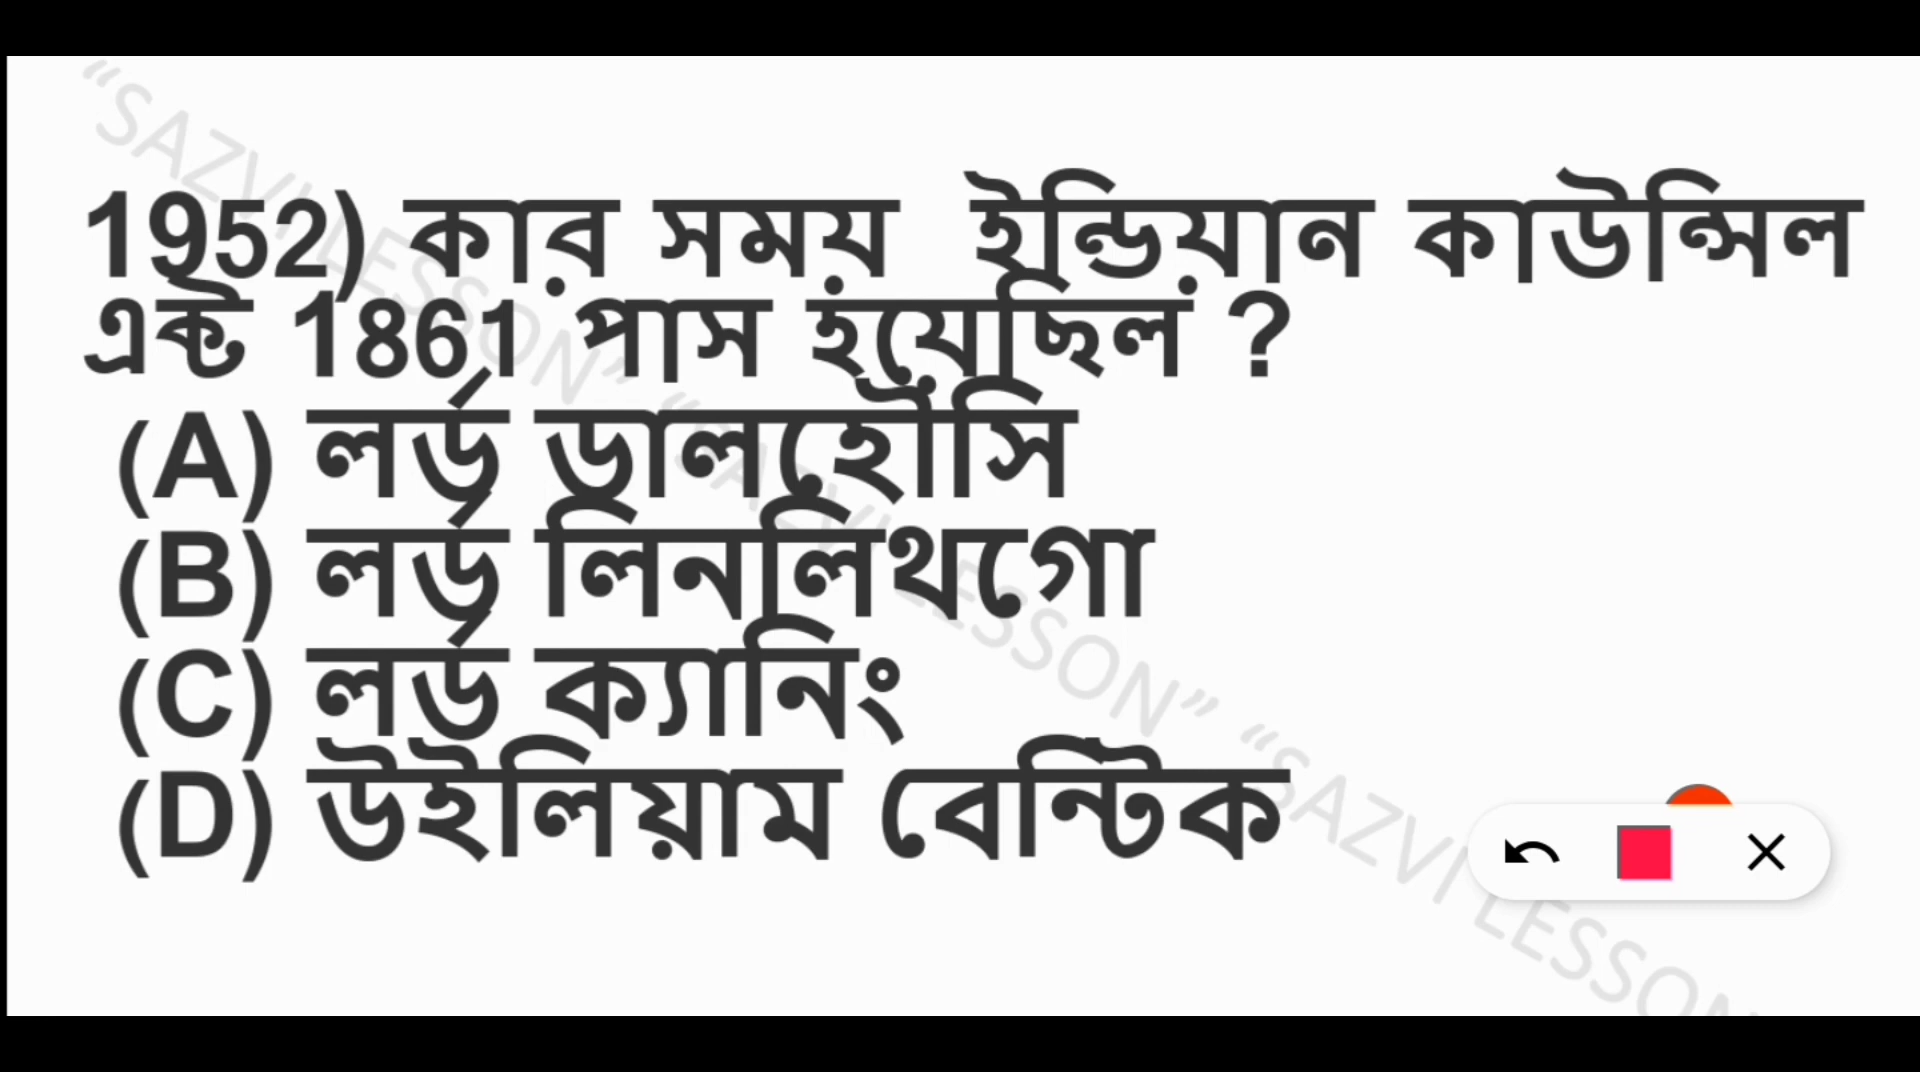 1952) কার সময় ইন্ডিয়ান কাউন্সিল
এক্ট 1861 পাস হয়েছিল ?
(A) লর্ড ডালহৌসি
(B) লর্ড লিনলিথগো
(C) লর্ড ক্যানিং
(D) উইলিয়াম বেন্টিক
"SAZVI LESSON" "SAZVI LESSON" "SAZVI LESSON